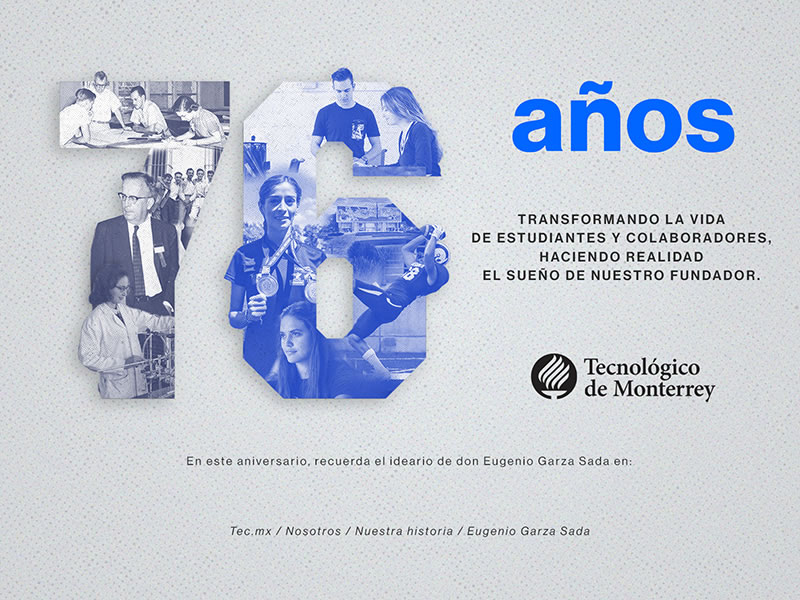 76
años
TRANSFORMANDO LA VIDA
DE ESTUDIANTES Y COLABORADORES,
HACIENDO REALIDAD
EL SUEÑO DE NUESTRO FUNDADOR.
Tecnológico
de Monterrey
En este aniversario, recuerda el ideario de don Eugenio Garza Sada en:
Tec.mx / Nosotros / Nuestra historia / Eugenio Garza Sada